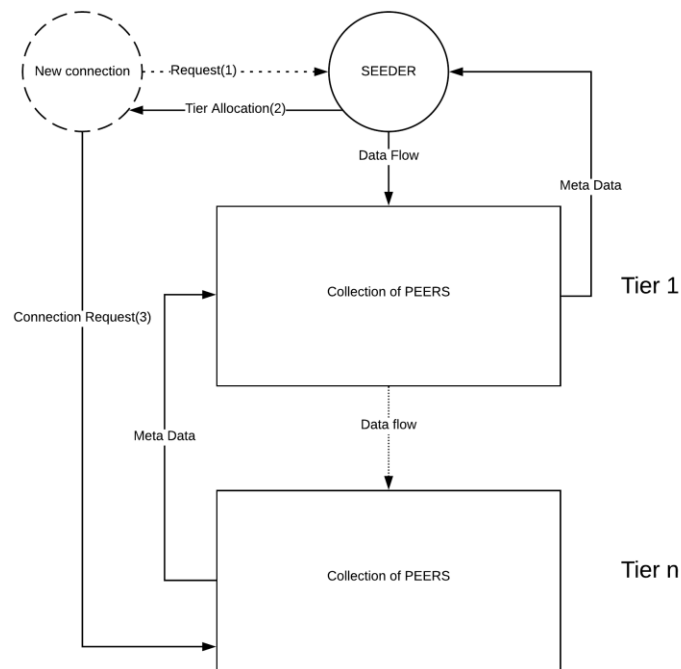 New connection
Request(1)
SEEDER
Tier Allocation(2)
Data Flow
Meta Data
Collection of PEERS
Tier 1
Connection Request(3)
Data flow
Meta Data
Collection of PEERS
Tier n